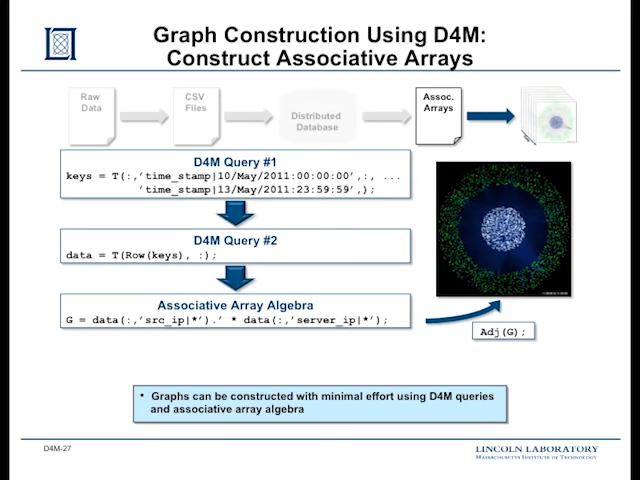 Graph Construction Using D4M:
Construct Associative Arrays
Raw
Data
CSV
Files
Distributed
Database
Assoc.
Arrays
D4M Query #1
keys = T(:,'time_stamp|10/May/2011:00:00:00',:, ...
'time_stamp|13/May/2011:23:59:59',);
D4M Query #2
data = T(Row(keys), :);
Associative Array Algebra
G = data(:,'src_ip|*').' * data(:,'server_ip|*');
Adj(G);
• Graphs can be constructed with minimal effort using D4M queries
and associative array algebra
D4M-27
LINCOLN LABORATORY
MASSACHUSETTS INSTITUTE OF TECHNOLOGY